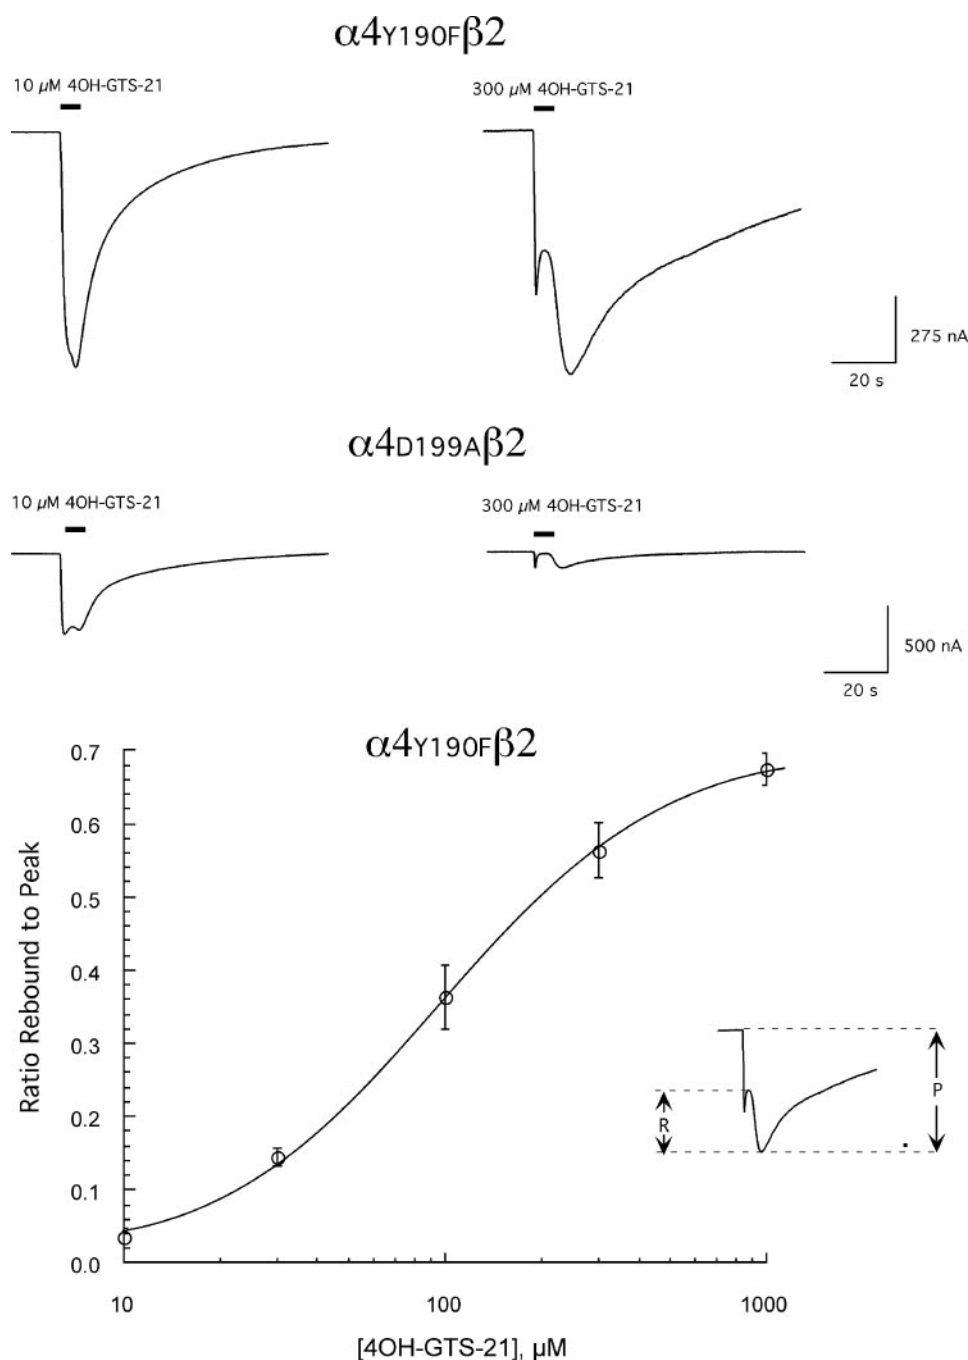 α4Y190Fβ2
10 µM 4OH-GTS-21
300 µM 4OH-GTS-21
275 nA
20 s
α4D199Aβ2
10 µM 4OH-GTS-21
300 µM 4OH-GTS-21
500 nA
20 s
α4Y190Fβ2
Ratio Rebound to Peak
0.7
0.6
0.5
0.4
0.3
0.2
0.1
0.0
R
P
10
100
1000
[4OH-GTS-21], µM